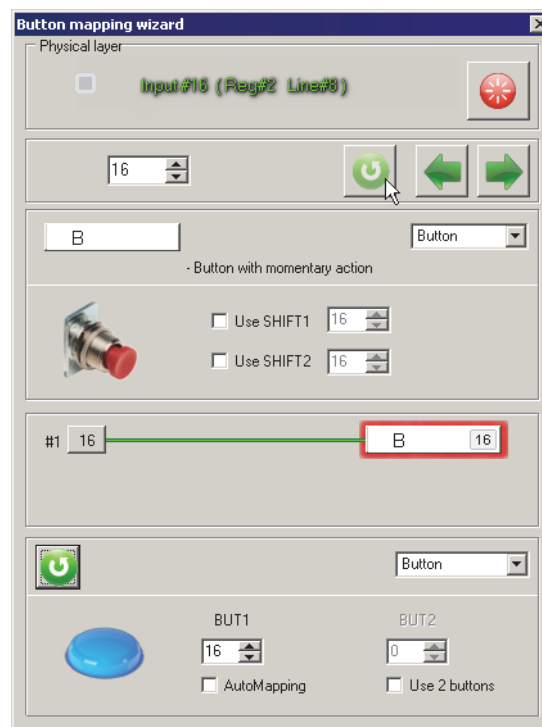 Button mapping wizard
Physical layer
Input#16 (Reg#2 Line#8)
16
B
Button
- Button with momentary action
Use SHIFT1 16
Use SHIFT2 16
#1 16 B 16
Button
BUT1 BUT2
16 0
AutoMapping Use 2 buttons